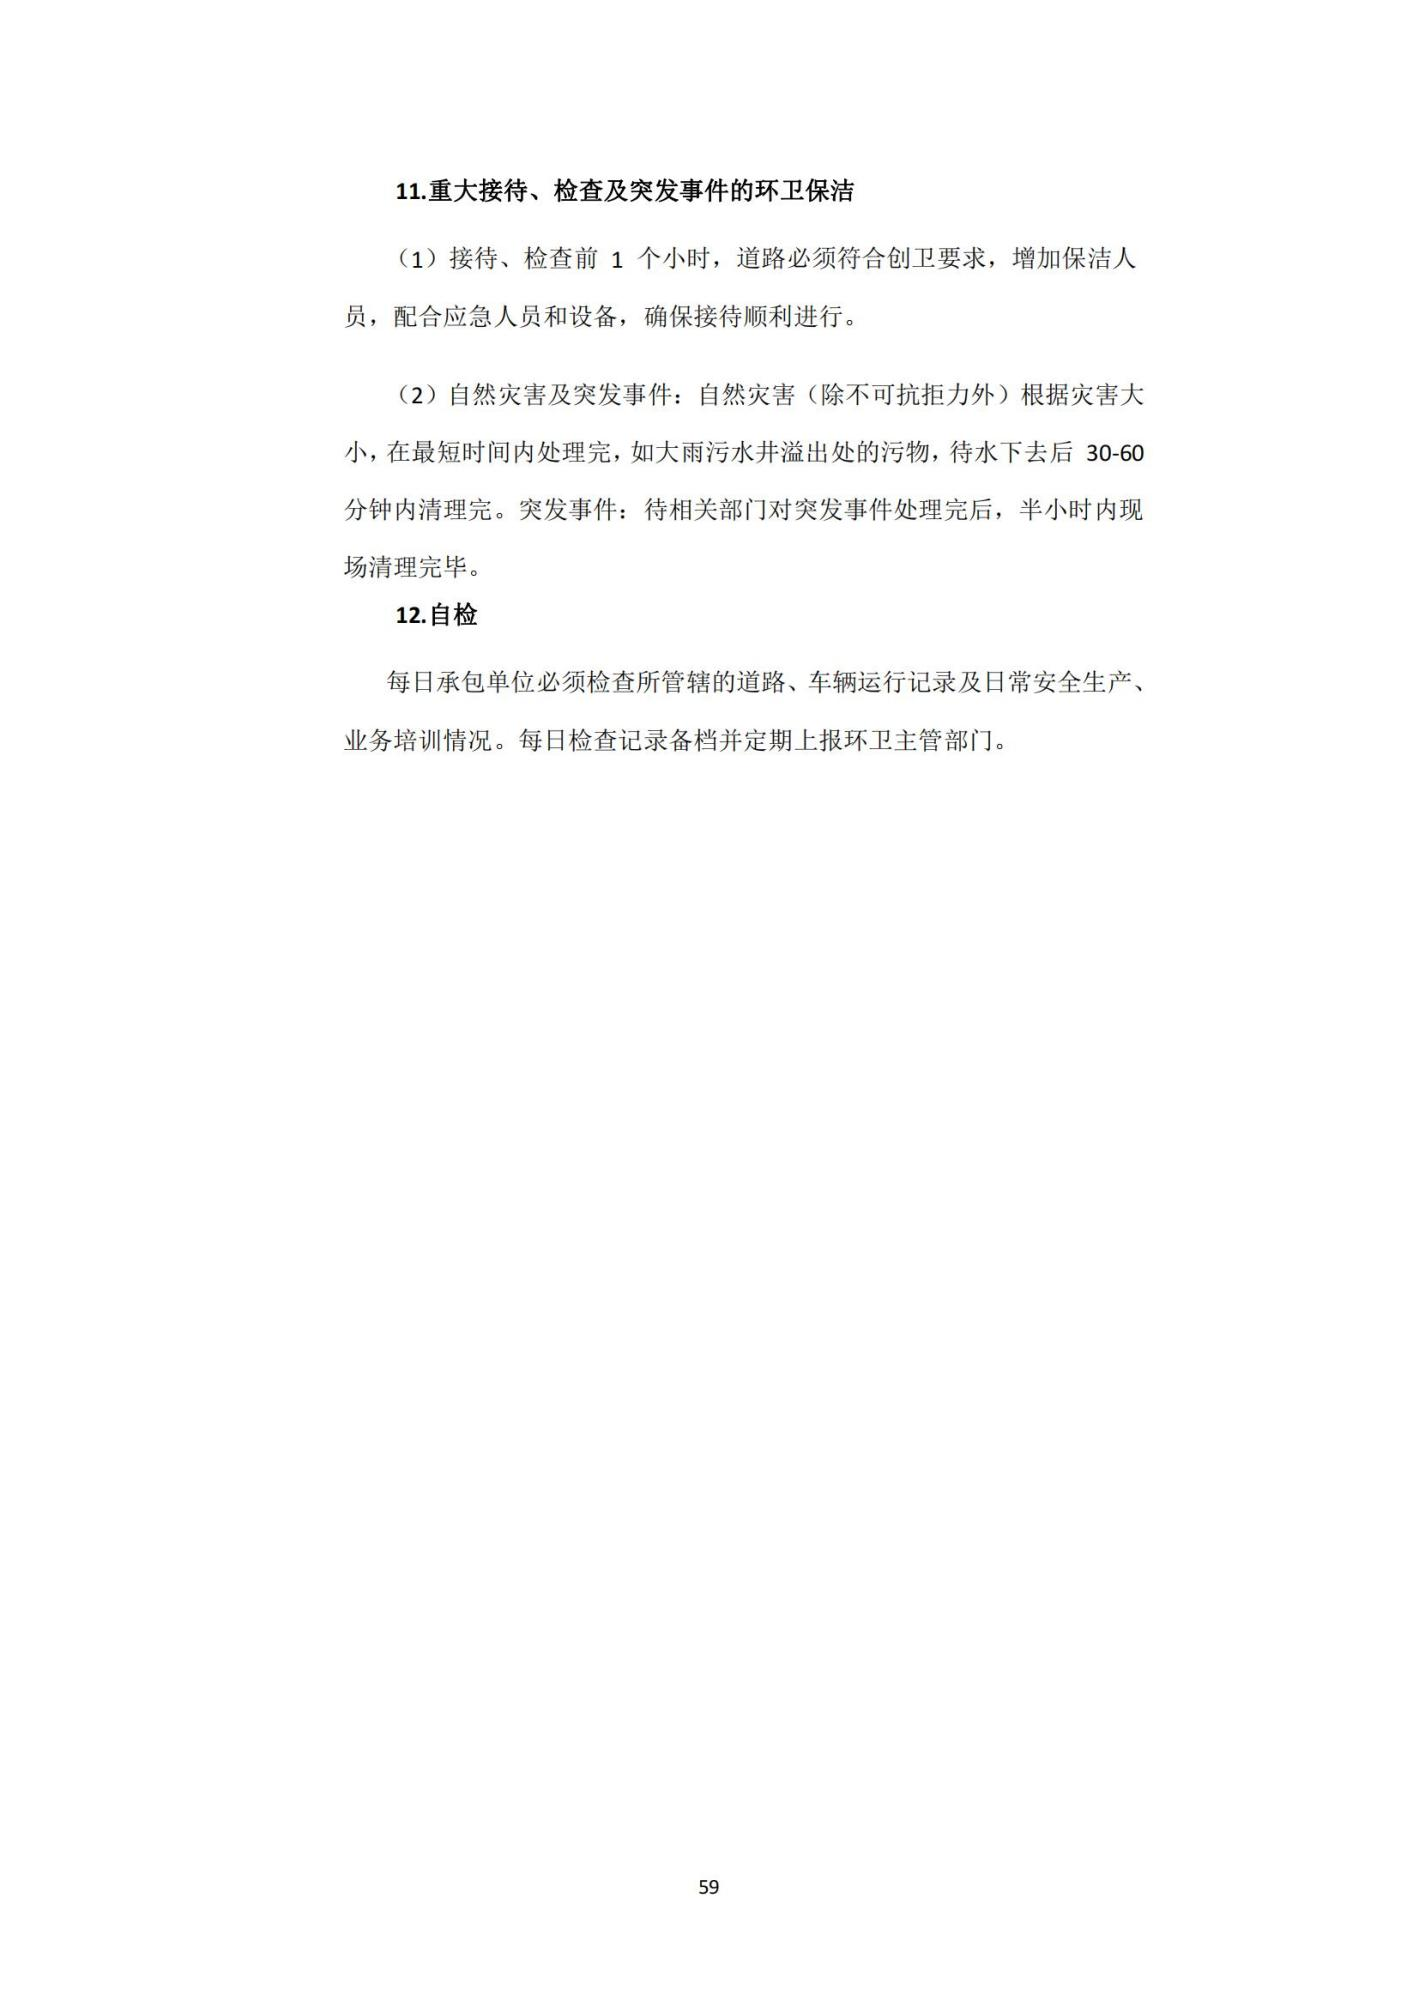 11.重大接待、检查及突发事件的环卫保洁
（1）接待、检查前 1 个小时，道路必须符合创卫要求，增加保洁人
员，配合应急人员和设备，确保接待顺利进行。
（2）自然灾害及突发事件：自然灾害（除不可抗拒力外）根据灾害大
小，在最短时间内处理完，如大雨污水井溢出处的污物，待水下去后 30-60
分钟内清理完。突发事件：待相关部门对突发事件处理完后，半小时内现
场清理完毕。
12.自检
每日承包单位必须检查所管辖的道路、车辆运行记录及日常安全生产、
业务培训情况。每日检查记录备档并定期上报环卫主管部门。
59